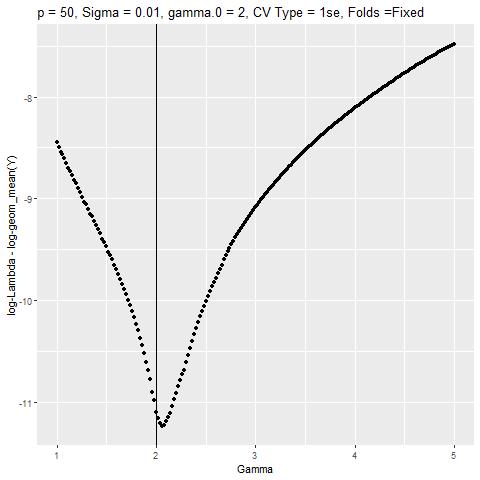 p = 50, Sigma = 0.01, gamma.0 = 2, CV Type = 1se, Folds =Fixed
log-Lambda - log-geom_mean(Y)
-8
-9
-10
-11
1 2 3 4 5
Gamma